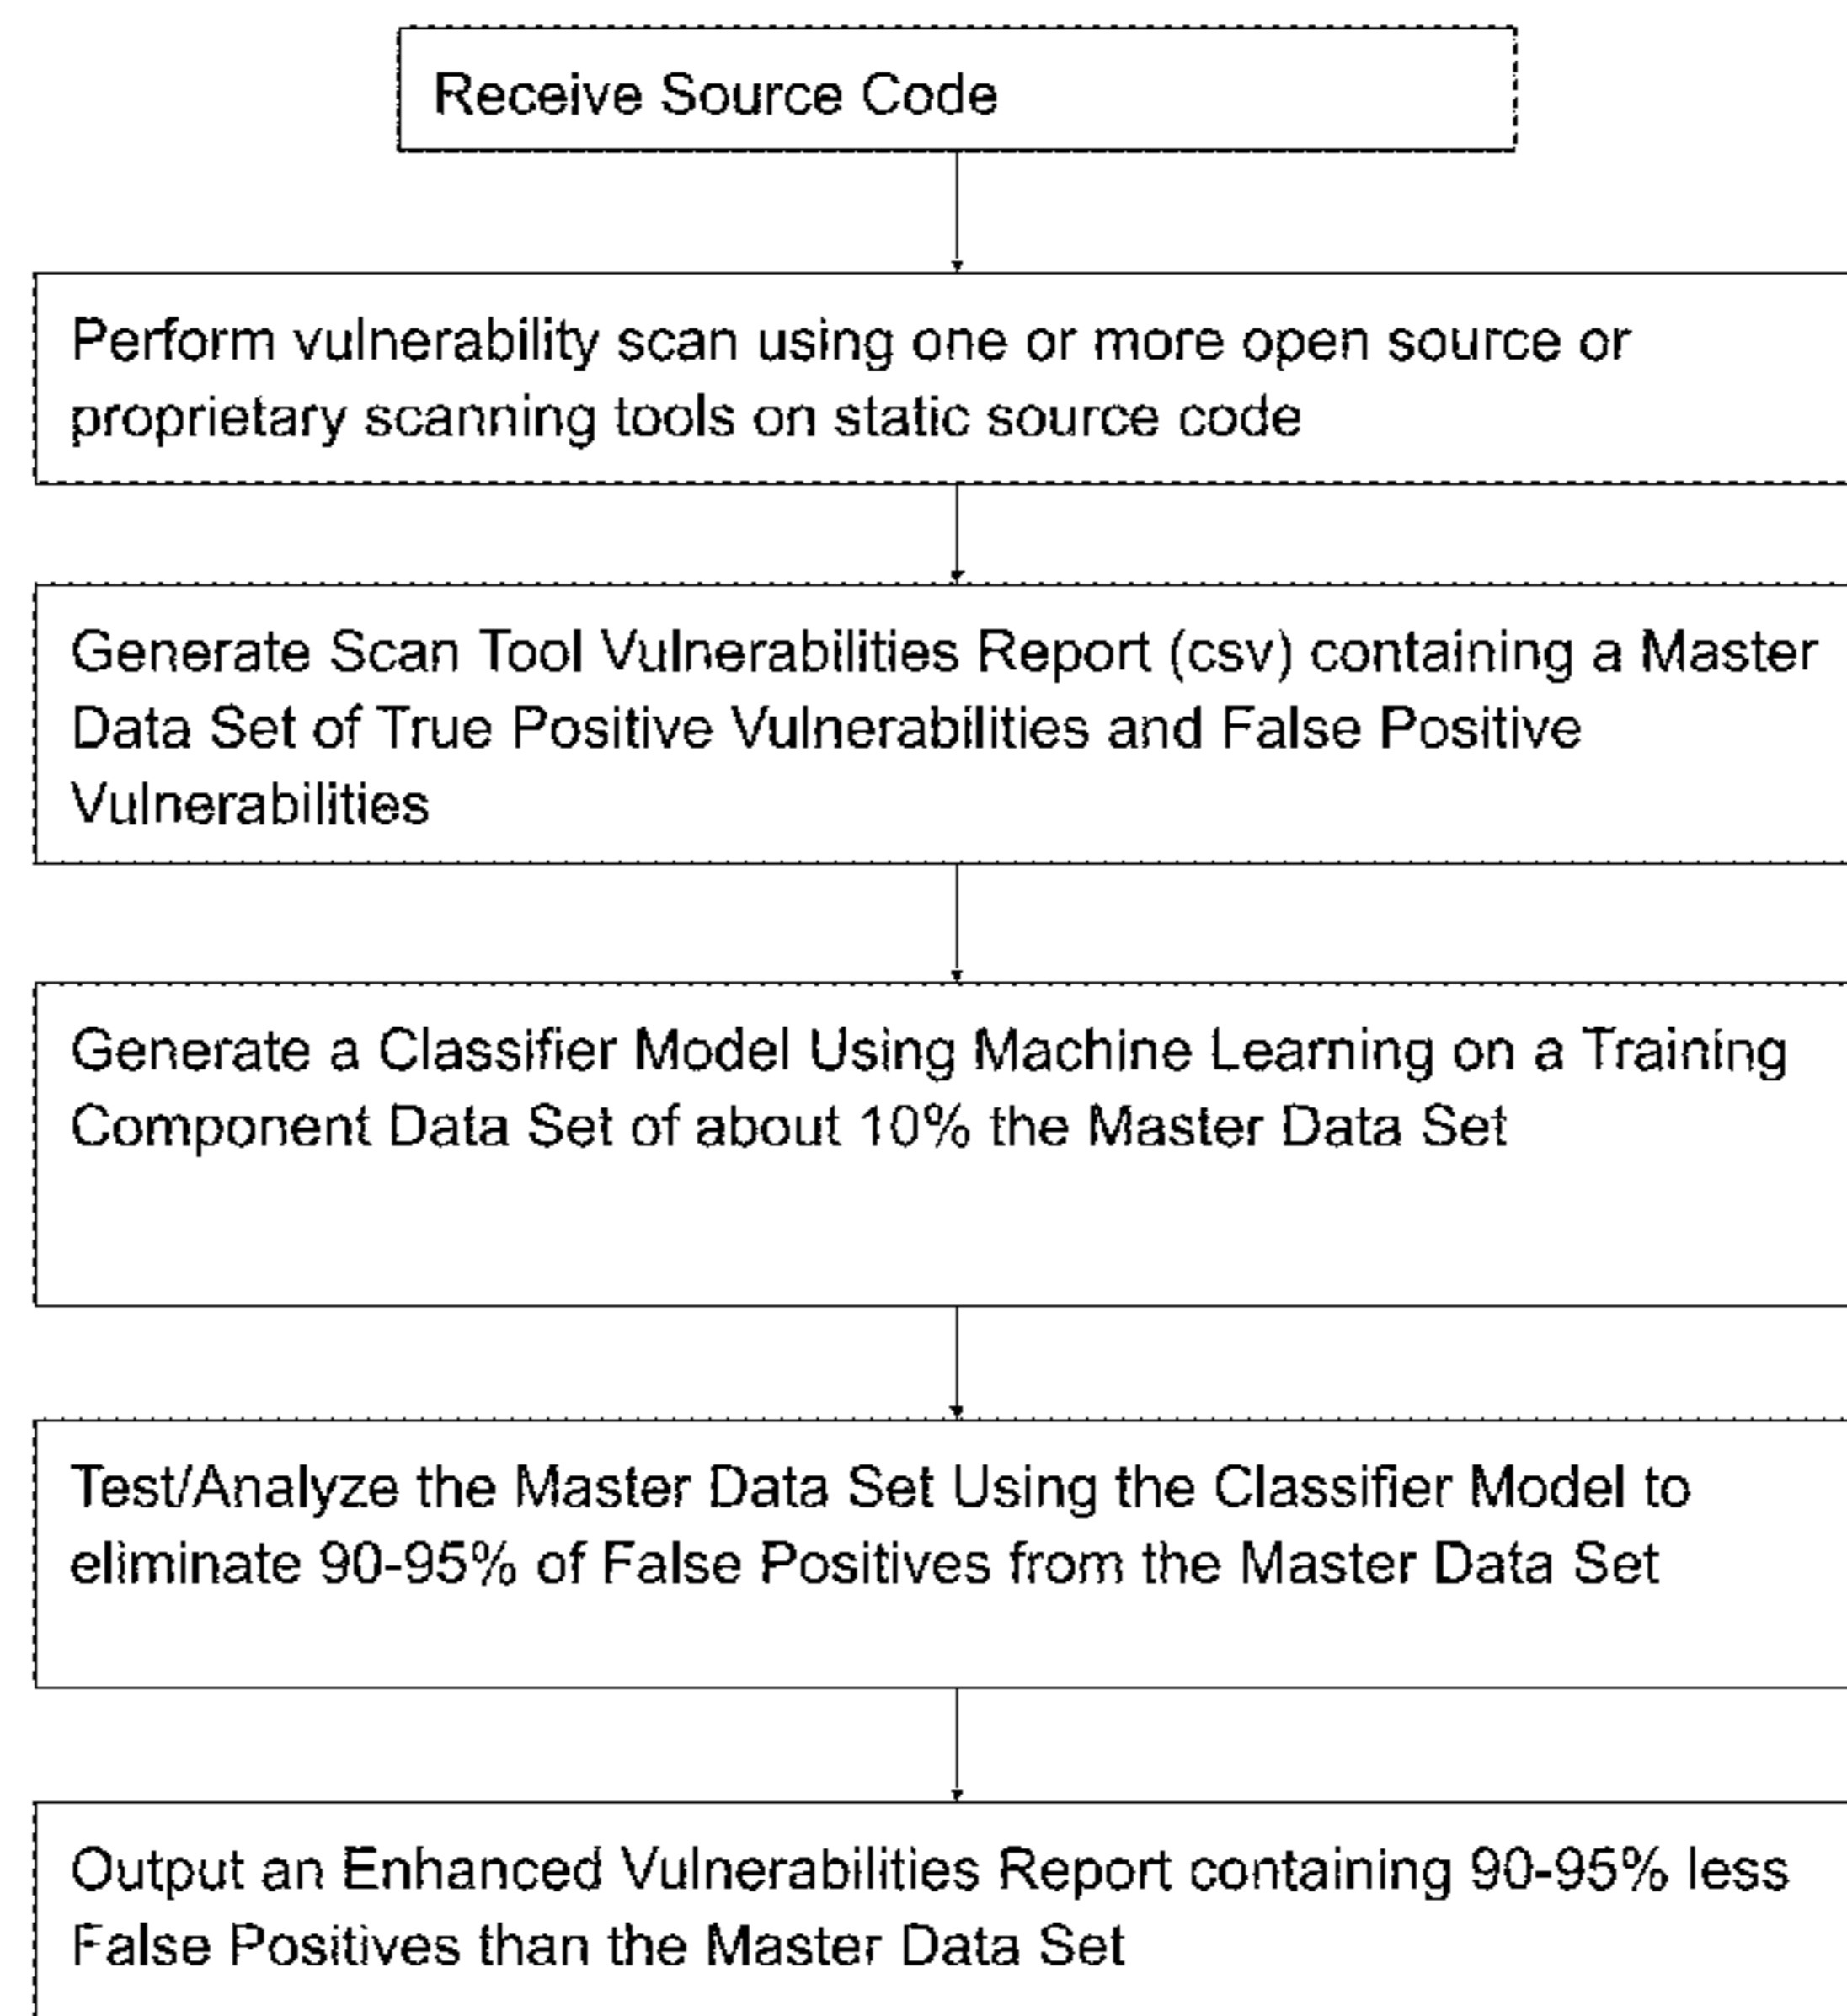 Receive Source Code
Perform vulnerability scan using one or more open source or
proprietary scanning tools on static source code
Generate Scan Tool Vulnerabilities Report (csv) containing a Master
Data Set of True Positive Vulnerabilities and False Positive
Vulnerabilities
Generate a Classifier Model Using Machine Learning on a Training
Component Data Set of about 10% the Master Data Set
Test/Analyze the Master Data Set Using the Classifier Model to
eliminate 90-95% of False Positives from the Master Data Set
Output an Enhanced Vulnerabilities Report containing 90-95% less
False Positives than the Master Data Set